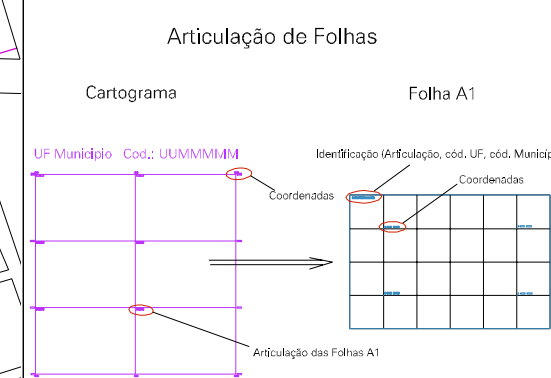 Articulação de Folhas
Cartograma
Folha A1
UF Municipio Cod.: UUMMMMM
Identificação (Articulação, cód. UF, cód. Municíp
Coordenadas
Coordenadas
Articulação das Folhas A1